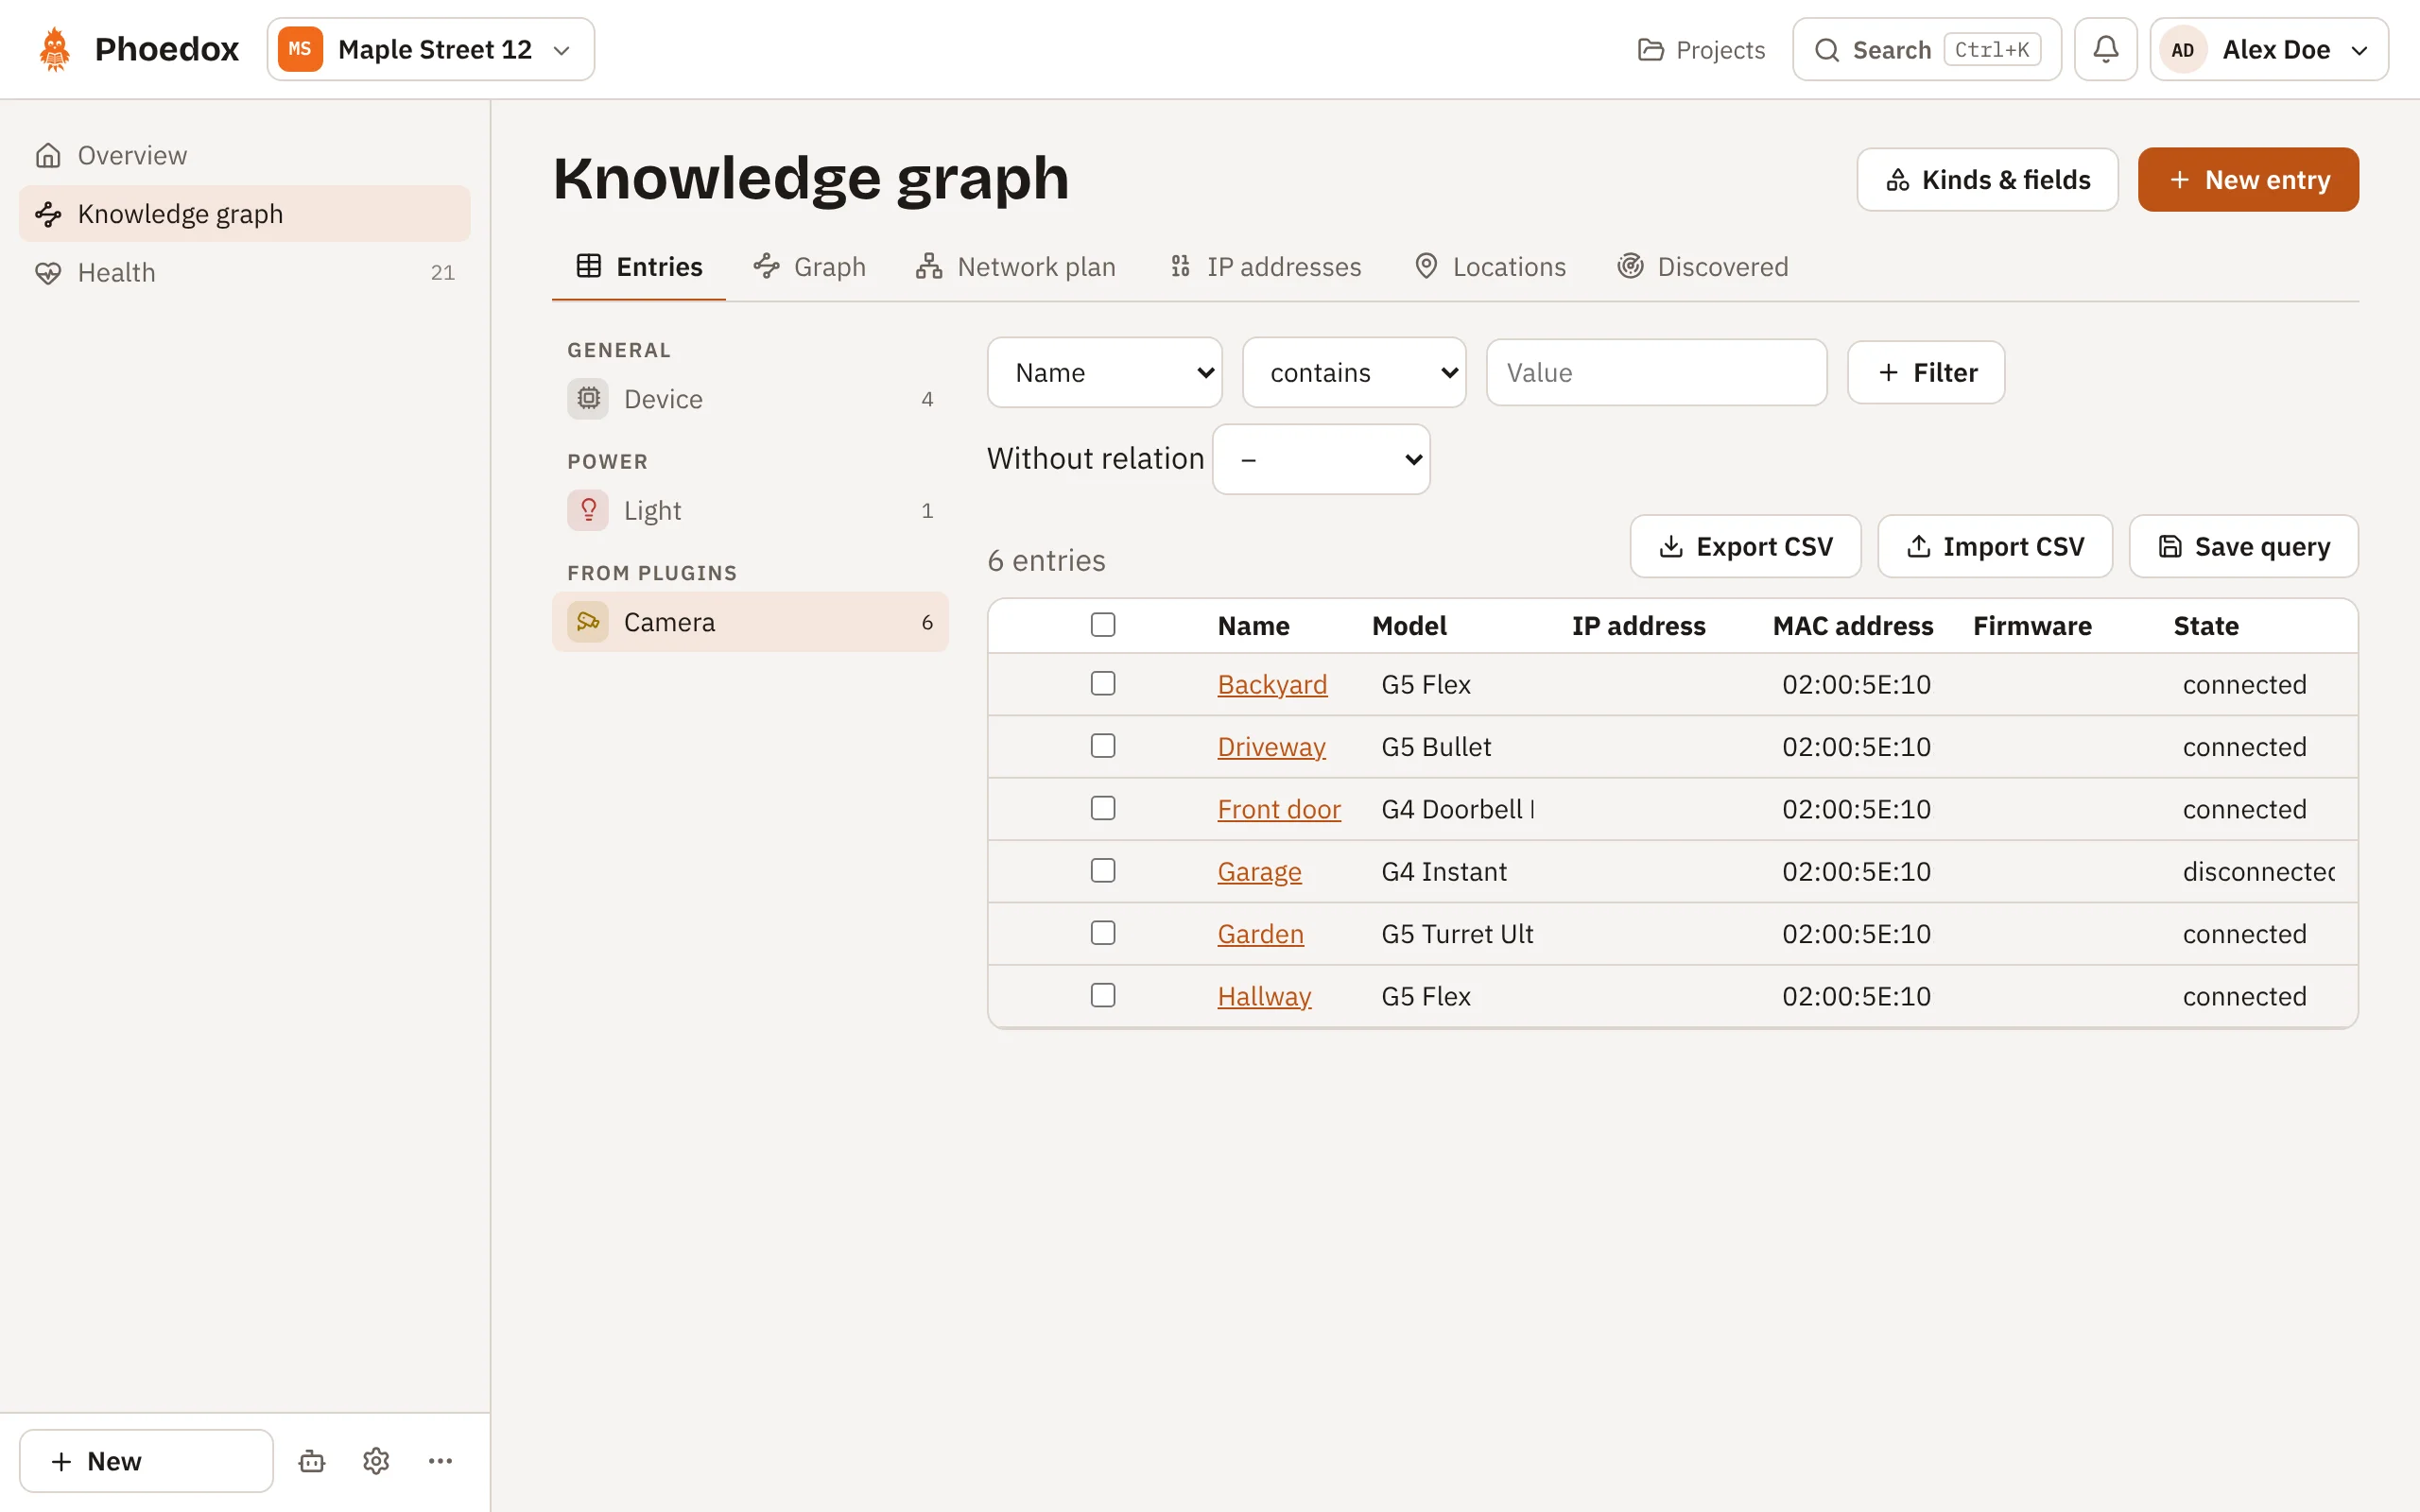 Phoedox
MS Maple Street 12
Projects
Search Ctrl+K
AD Alex Doe
Overview
Knowledge graph
Health 21
Knowledge graph
Kinds & fields
New entry
Entries Graph Network plan IP addresses Locations Discovered
GENERAL
Device 4
POWER
Light 1
FROM PLUGINS
Camera 6
Name contains Value Filter
Without relation –
6 entries
Export CSV Import CSV Save query
Name Model IP address MAC address Firmware State
Backyard G5 Flex 02:00:5E:10 connected
Driveway G5 Bullet 02:00:5E:10 connected
Front door G4 Doorbell 02:00:5E:10 connected
Garage G4 Instant 02:00:5E:10 disconnected
Garden G5 Turret Ult 02:00:5E:10 connected
Hallway G5 Flex 02:00:5E:10 connected
New